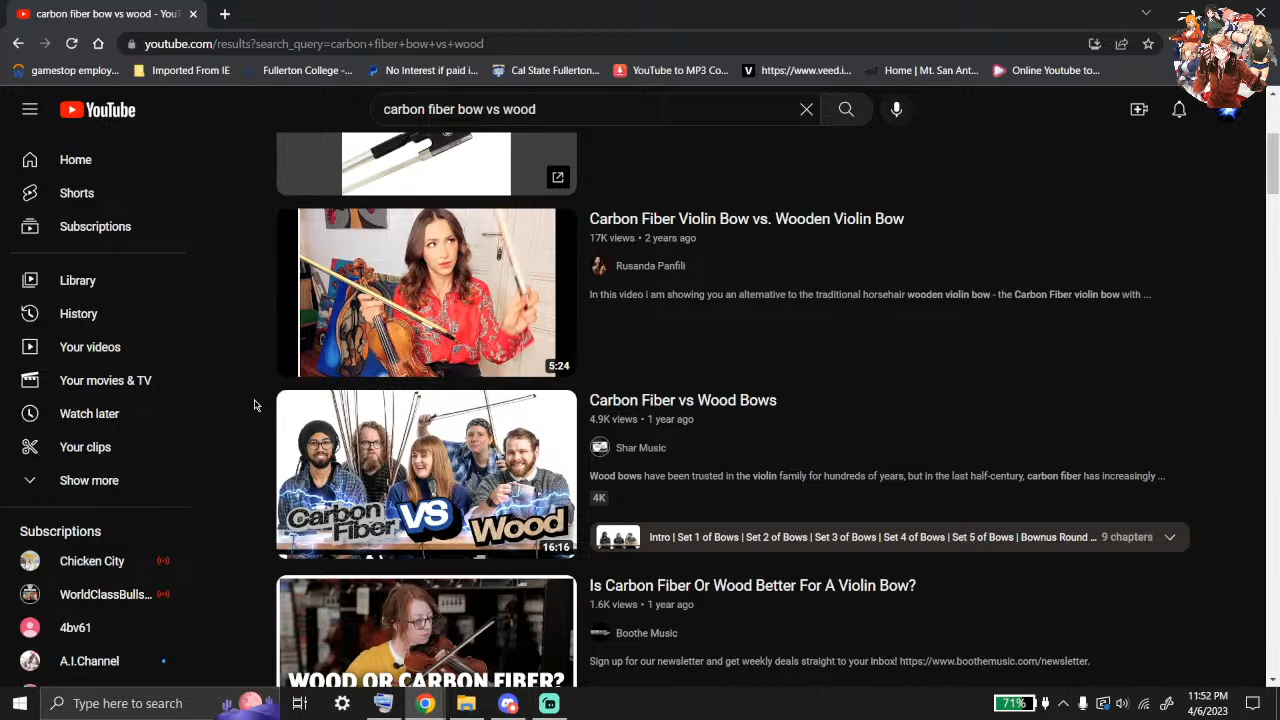 carbon fiber bow vs wood - YouT
youtube.com/results?search_query=carbon+fiber+bow+vs+wood
gamestop employ...
Imported From IE
Fullerton College -...
No Interest if paid i...
Cal State Fullerton...
YouTube to MP3 Co...
https://www.veed.i...
Home | Mt. San Ant...
Online Youtube to...
YouTube
carbon fiber bow vs wood
Home
Shorts
Subscriptions
Library
History
Your videos
Your movies & TV
Watch later
Your clips
Show more
Subscriptions
Chicken City
WorldClassBulls...
4bv61
A.I.Channel
5:24
Carbon Fiber Violin Bow vs. Wooden Violin Bow
17K views • 2 years ago
Rusanda Panfili
In this video i am showing you an alternative to the traditional horsehair wooden violin bow - the Carbon Fiber violin bow with ...
Carbon
Fiber
VS
Wood
16:16
Carbon Fiber vs Wood Bows
4.9K views • 1 year ago
Shar Music
Wood bows have been trusted in the violin family for hundreds of years, but in the last half-century, carbon fiber has increasingly ...
4K
Intro | Set 1 of Bows | Set 2 of Bows | Set 3 of Bows | Set 4 of Bows | Set 5 of Bows | Bownus Round ... 9 chapters
WOOD OR CARBON FIBER?
Is Carbon Fiber Or Wood Better For A Violin Bow?
1.6K views • 1 year ago
Boothe Music
Sign up for our newsletter and get weekly deals straight to your inbox! https://www.boothemusic.com/newsletter.
Type here to search
71%
11:52 PM
4/6/2023